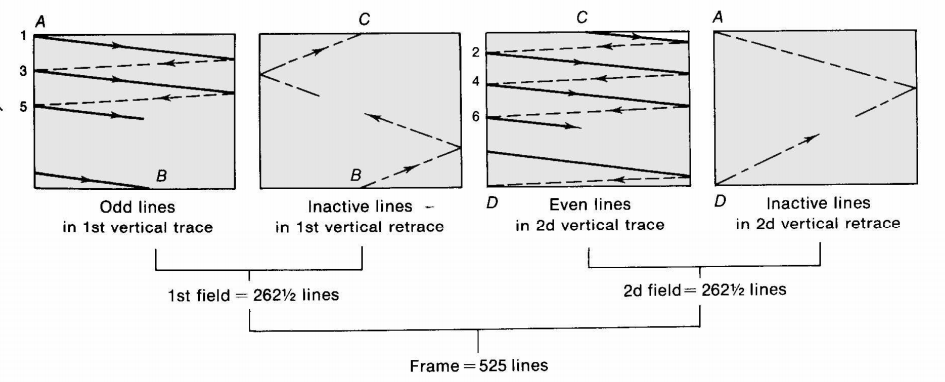 A
C
C
A
1
3
5
B
B
2
4
6
D
D
Odd lines
in 1st vertical trace
Inactive lines
in 1st vertical retrace
Even lines
in 2d vertical trace
Inactive lines
in 2d vertical retrace
1st field = 262½ lines
2d field = 262½ lines
Frame = 525 lines